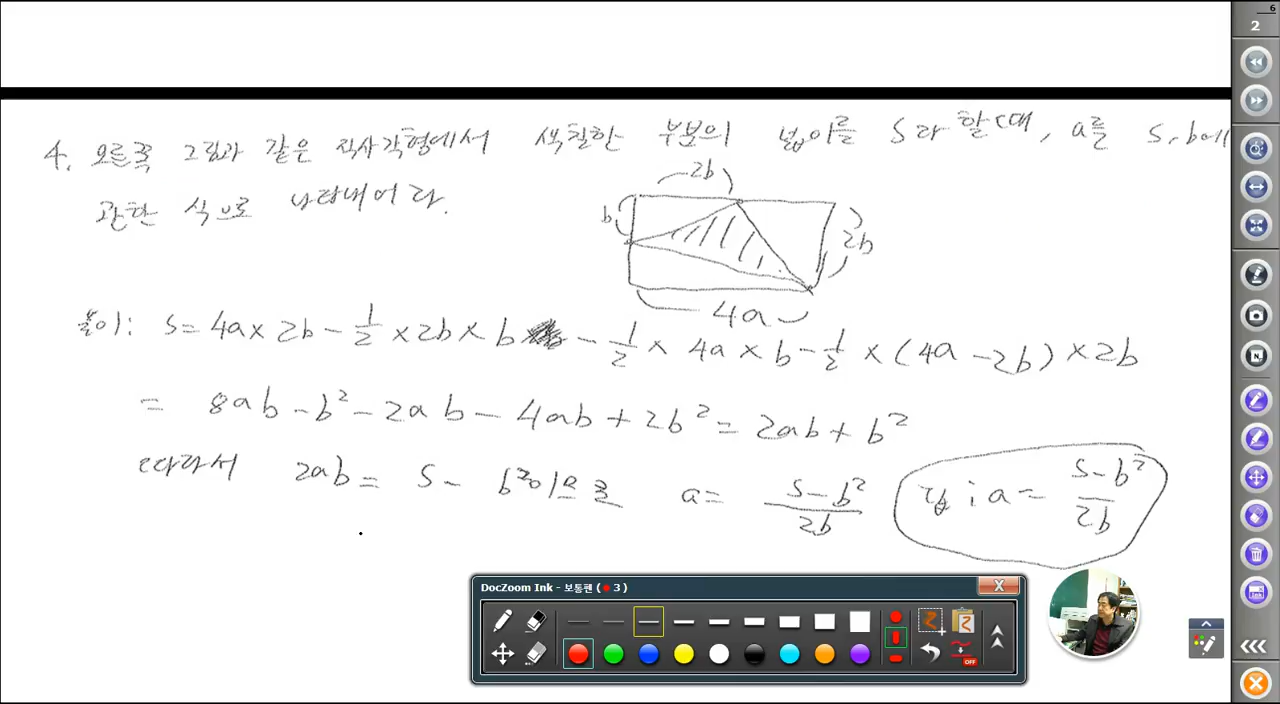 6
2
4. 오른쪽 그림과 같은 직사각형에서 색칠한 부분의 넓이를 S라 할 때, a를 S, b에
관한 식으로 나타내어라.
2b
b
2b
4a
풀이: S = 4a × 2b - 1/2 × 2b × b - 1/2 × 4a × b - 1/2 × (4a - 2b) × 2b
= 8ab - b² - 2ab - 4ab + 2b² = 2ab + b²
따라서 2ab = S - b²이므로 a = (S - b²)/2b 답: a = (S - b²)/2b
DocZoom Ink - 보통펜 ( 3 )
OFF
N
Ink